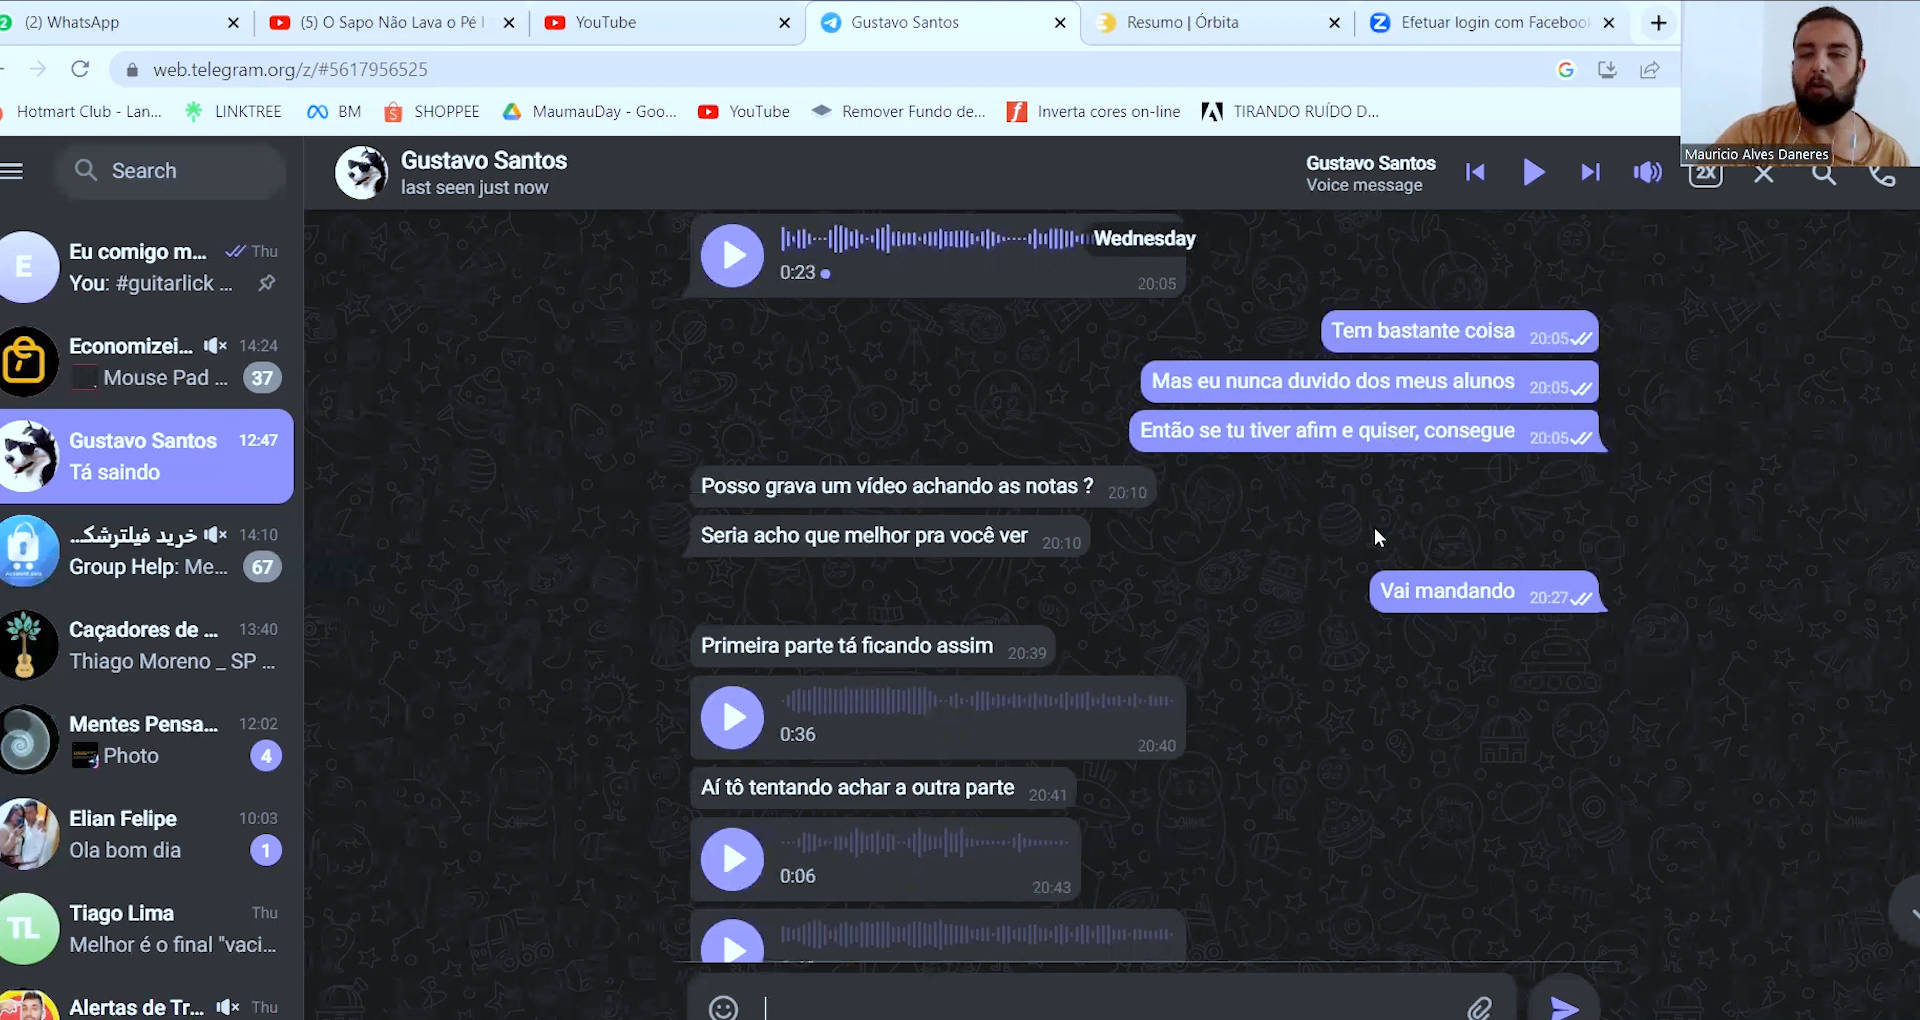 (2) WhatsApp
(5) O Sapo Não Lava o Pé
YouTube
Gustavo Santos
Resumo | Órbita
Efetuar login com Facebook
web.telegram.org/z/#5617956525
Hotmart Club - Lan...
LINKTREE
BM
SHOPPEE
MaumauDay - Goo...
YouTube
Remover Fundo de...
Inverta cores on-line
TIRANDO RUÍDO D...
Mauricio Alves Daneres
Search
Gustavo Santos
last seen just now
Gustavo Santos
Voice message
2X
E
Eu comigo m... Thu
You: #guitarlick ...
Economizei... 14:24
Mouse Pad ... 37
Gustavo Santos 12:47
Tá saindo
خرید فیلترشک... 14:10
Group Help: Me... 67
Caçadores de ... 13:40
Thiago Moreno _ SP ...
Mentes Pensa... 12:02
Photo 4
Elian Felipe 10:03
Ola bom dia 1
TL
Tiago Lima Thu
Melhor é o final "vaci...
Alertas de Tr... Thu
Wednesday
0:23 20:05
Tem bastante coisa 20:05
Mas eu nunca duvido dos meus alunos 20:05
Então se tu tiver afim e quiser, consegue 20:05
Posso grava um vídeo achando as notas ? 20:10
Seria acho que melhor pra você ver 20:10
Vai mandando 20:27
Primeira parte tá ficando assim 20:39
0:36 20:40
Aí tô tentando achar a outra parte 20:41
0:06 20:43